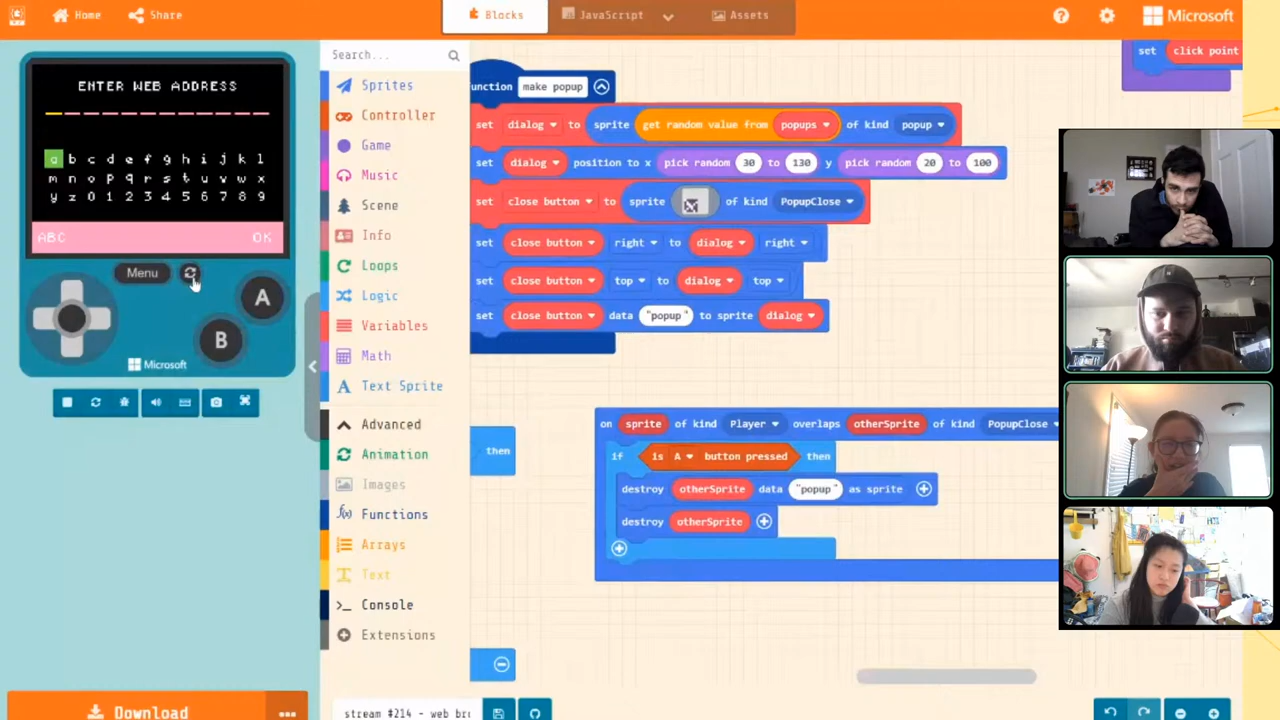 Home
Share
Blocks
JavaScript
Assets
Microsoft
ENTER WEB ADDRESS
a b c d e f g h i j k l
m n o p q r s t u v w x
y z 0 1 2 3 4 5 6 7 8 9
ABC
OK
Menu
A
B
Microsoft
Download
Search...
Sprites
Controller
Game
Music
Scene
Info
Loops
Logic
Variables
Math
Text Sprite
Advanced
Animation
Images
Functions
Arrays
Text
Console
Extensions
set click point
unction make popup
set dialog to sprite get random value from popups of kind popup
set dialog position to x pick random 30 to 130 y pick random 20 to 100
set close button to sprite of kind PopupClose
set close button right to dialog right
set close button top to dialog top
set close button data "popup" to sprite dialog
then
on sprite of kind Player overlaps otherSprite of kind PopupClose
if is A button pressed then
destroy otherSprite data "popup" as sprite
destroy otherSprite
stream #214 - web bro